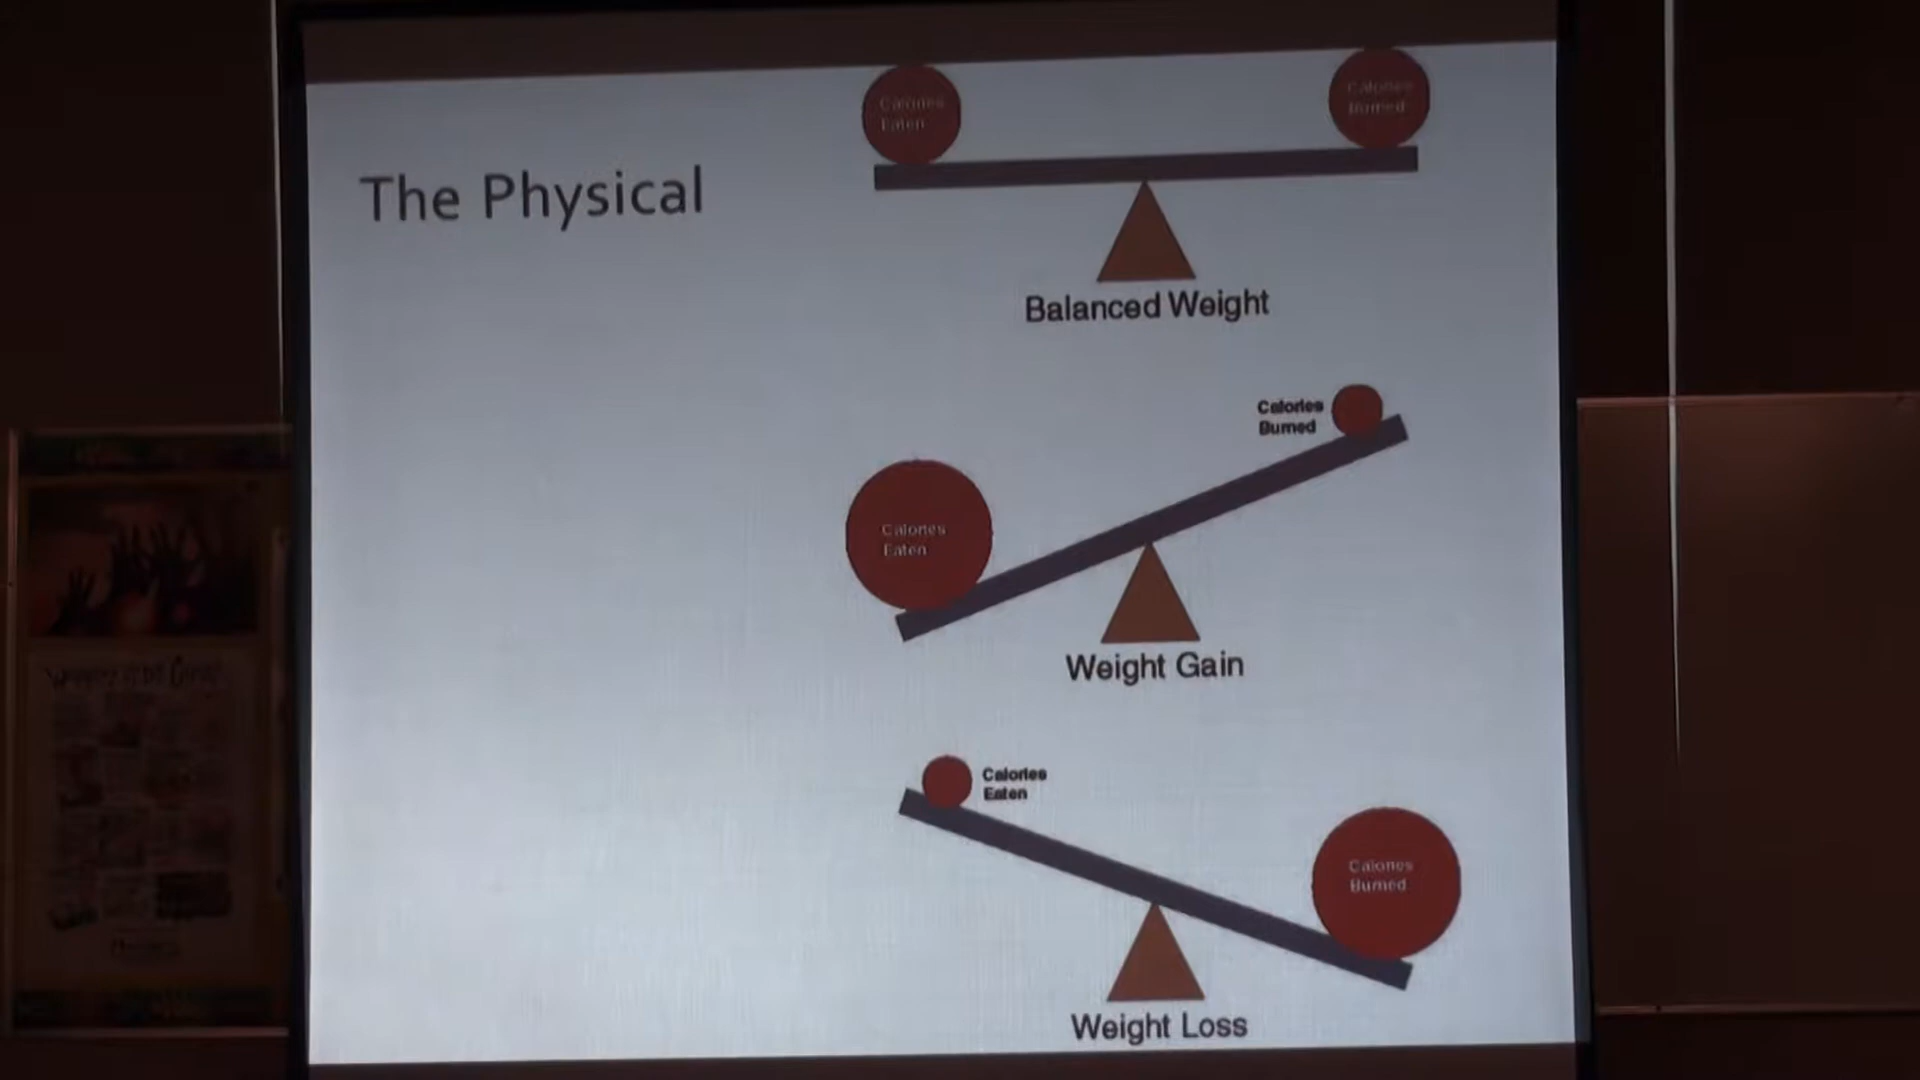 The Physical
Calories
Eaten
Calories
Burned
Balanced Weight
Calories
Burned
Calories
Eaten
Weight Gain
Calories
Eaten
Calories
Burned
Weight Loss